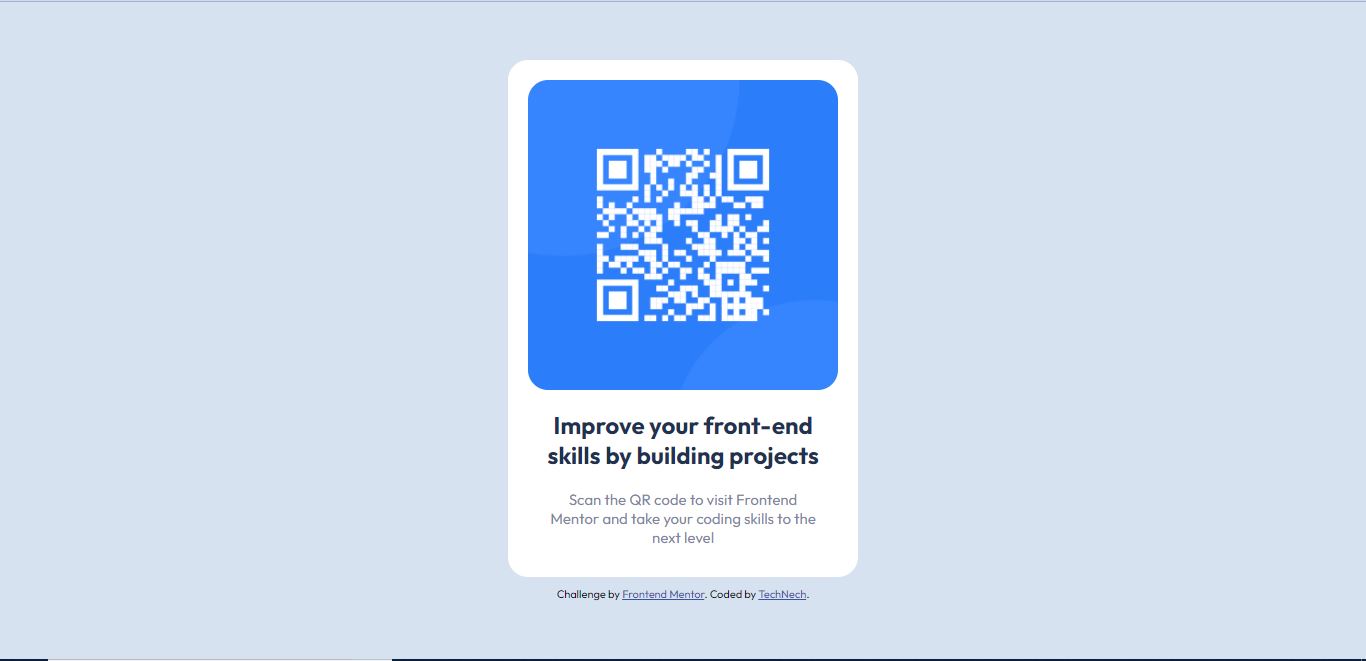 Improve your front-end
skills by building projects
Scan the QR code to visit Frontend
Mentor and take your coding skills to the
next level
Challenge by Frontend Mentor. Coded by TechNech.